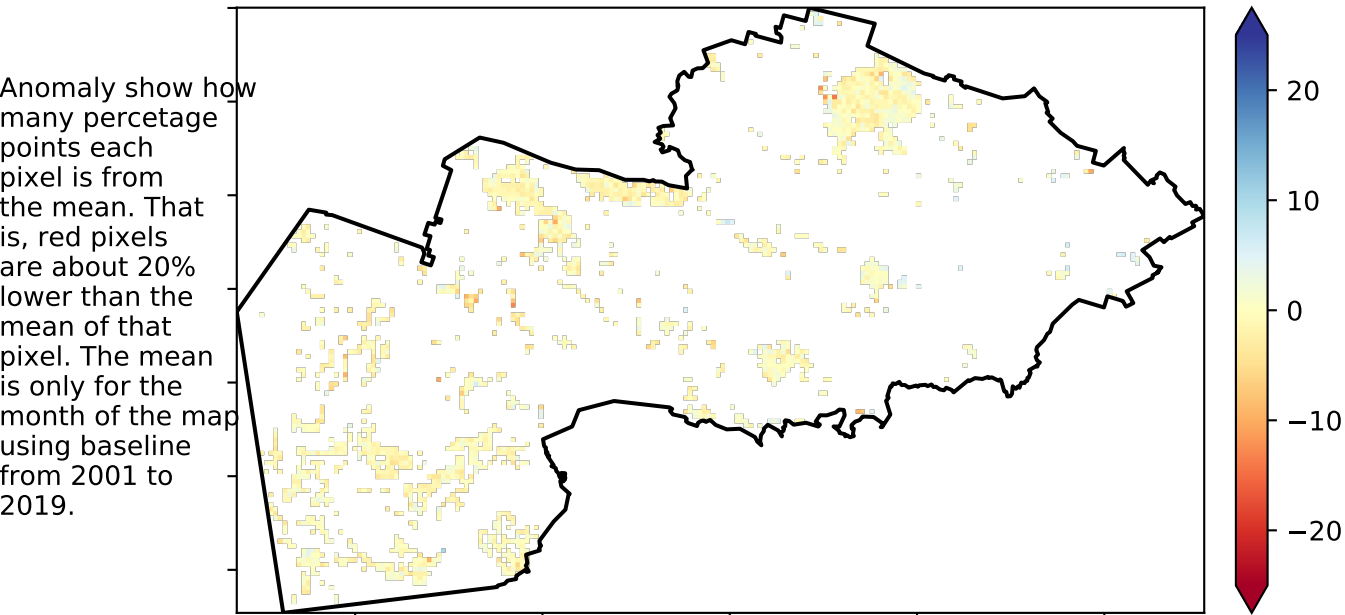 Anomaly show how
many percetage
points each
pixel is from
the mean. That
is, red pixels
are about 20%
lower than the
mean of that
pixel. The mean
is only for the
month of the map
using baseline
from 2001 to
2019.
20
10
0
−10
−20